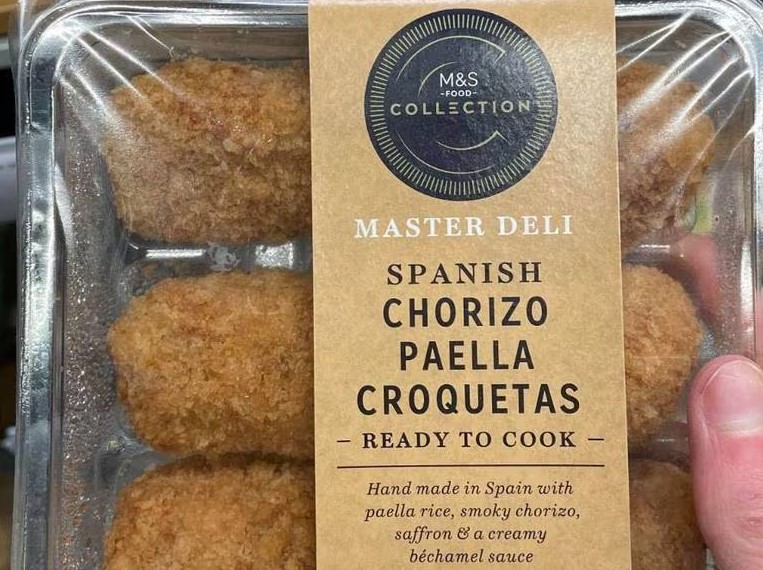 M&S
-FOOD-
COLLECTION
MASTER DELI
SPANISH
CHORIZO
PAELLA
CROQUETAS
– READY TO COOK –
Hand made in Spain with
paella rice, smoky chorizo,
saffron & a creamy
béchamel sauce